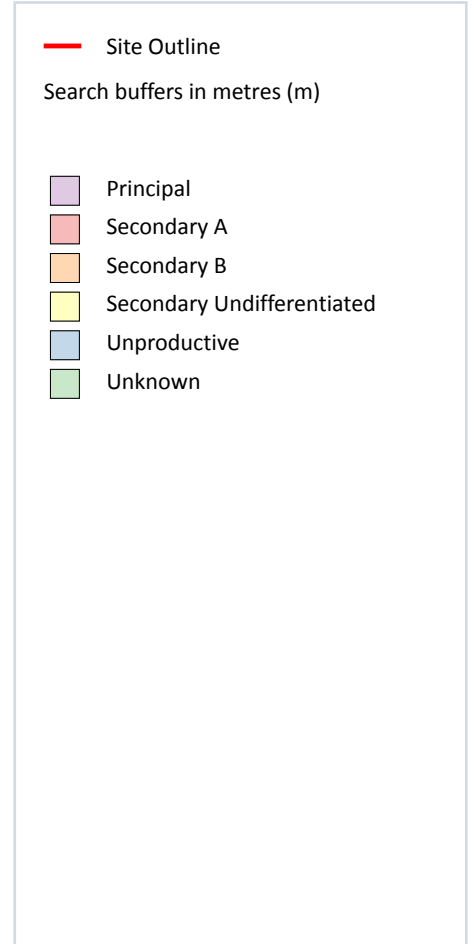 Site Outline
Search buffers in metres (m)
Principal
Secondary A
Secondary B
Secondary Undifferentiated
Unproductive
Unknown